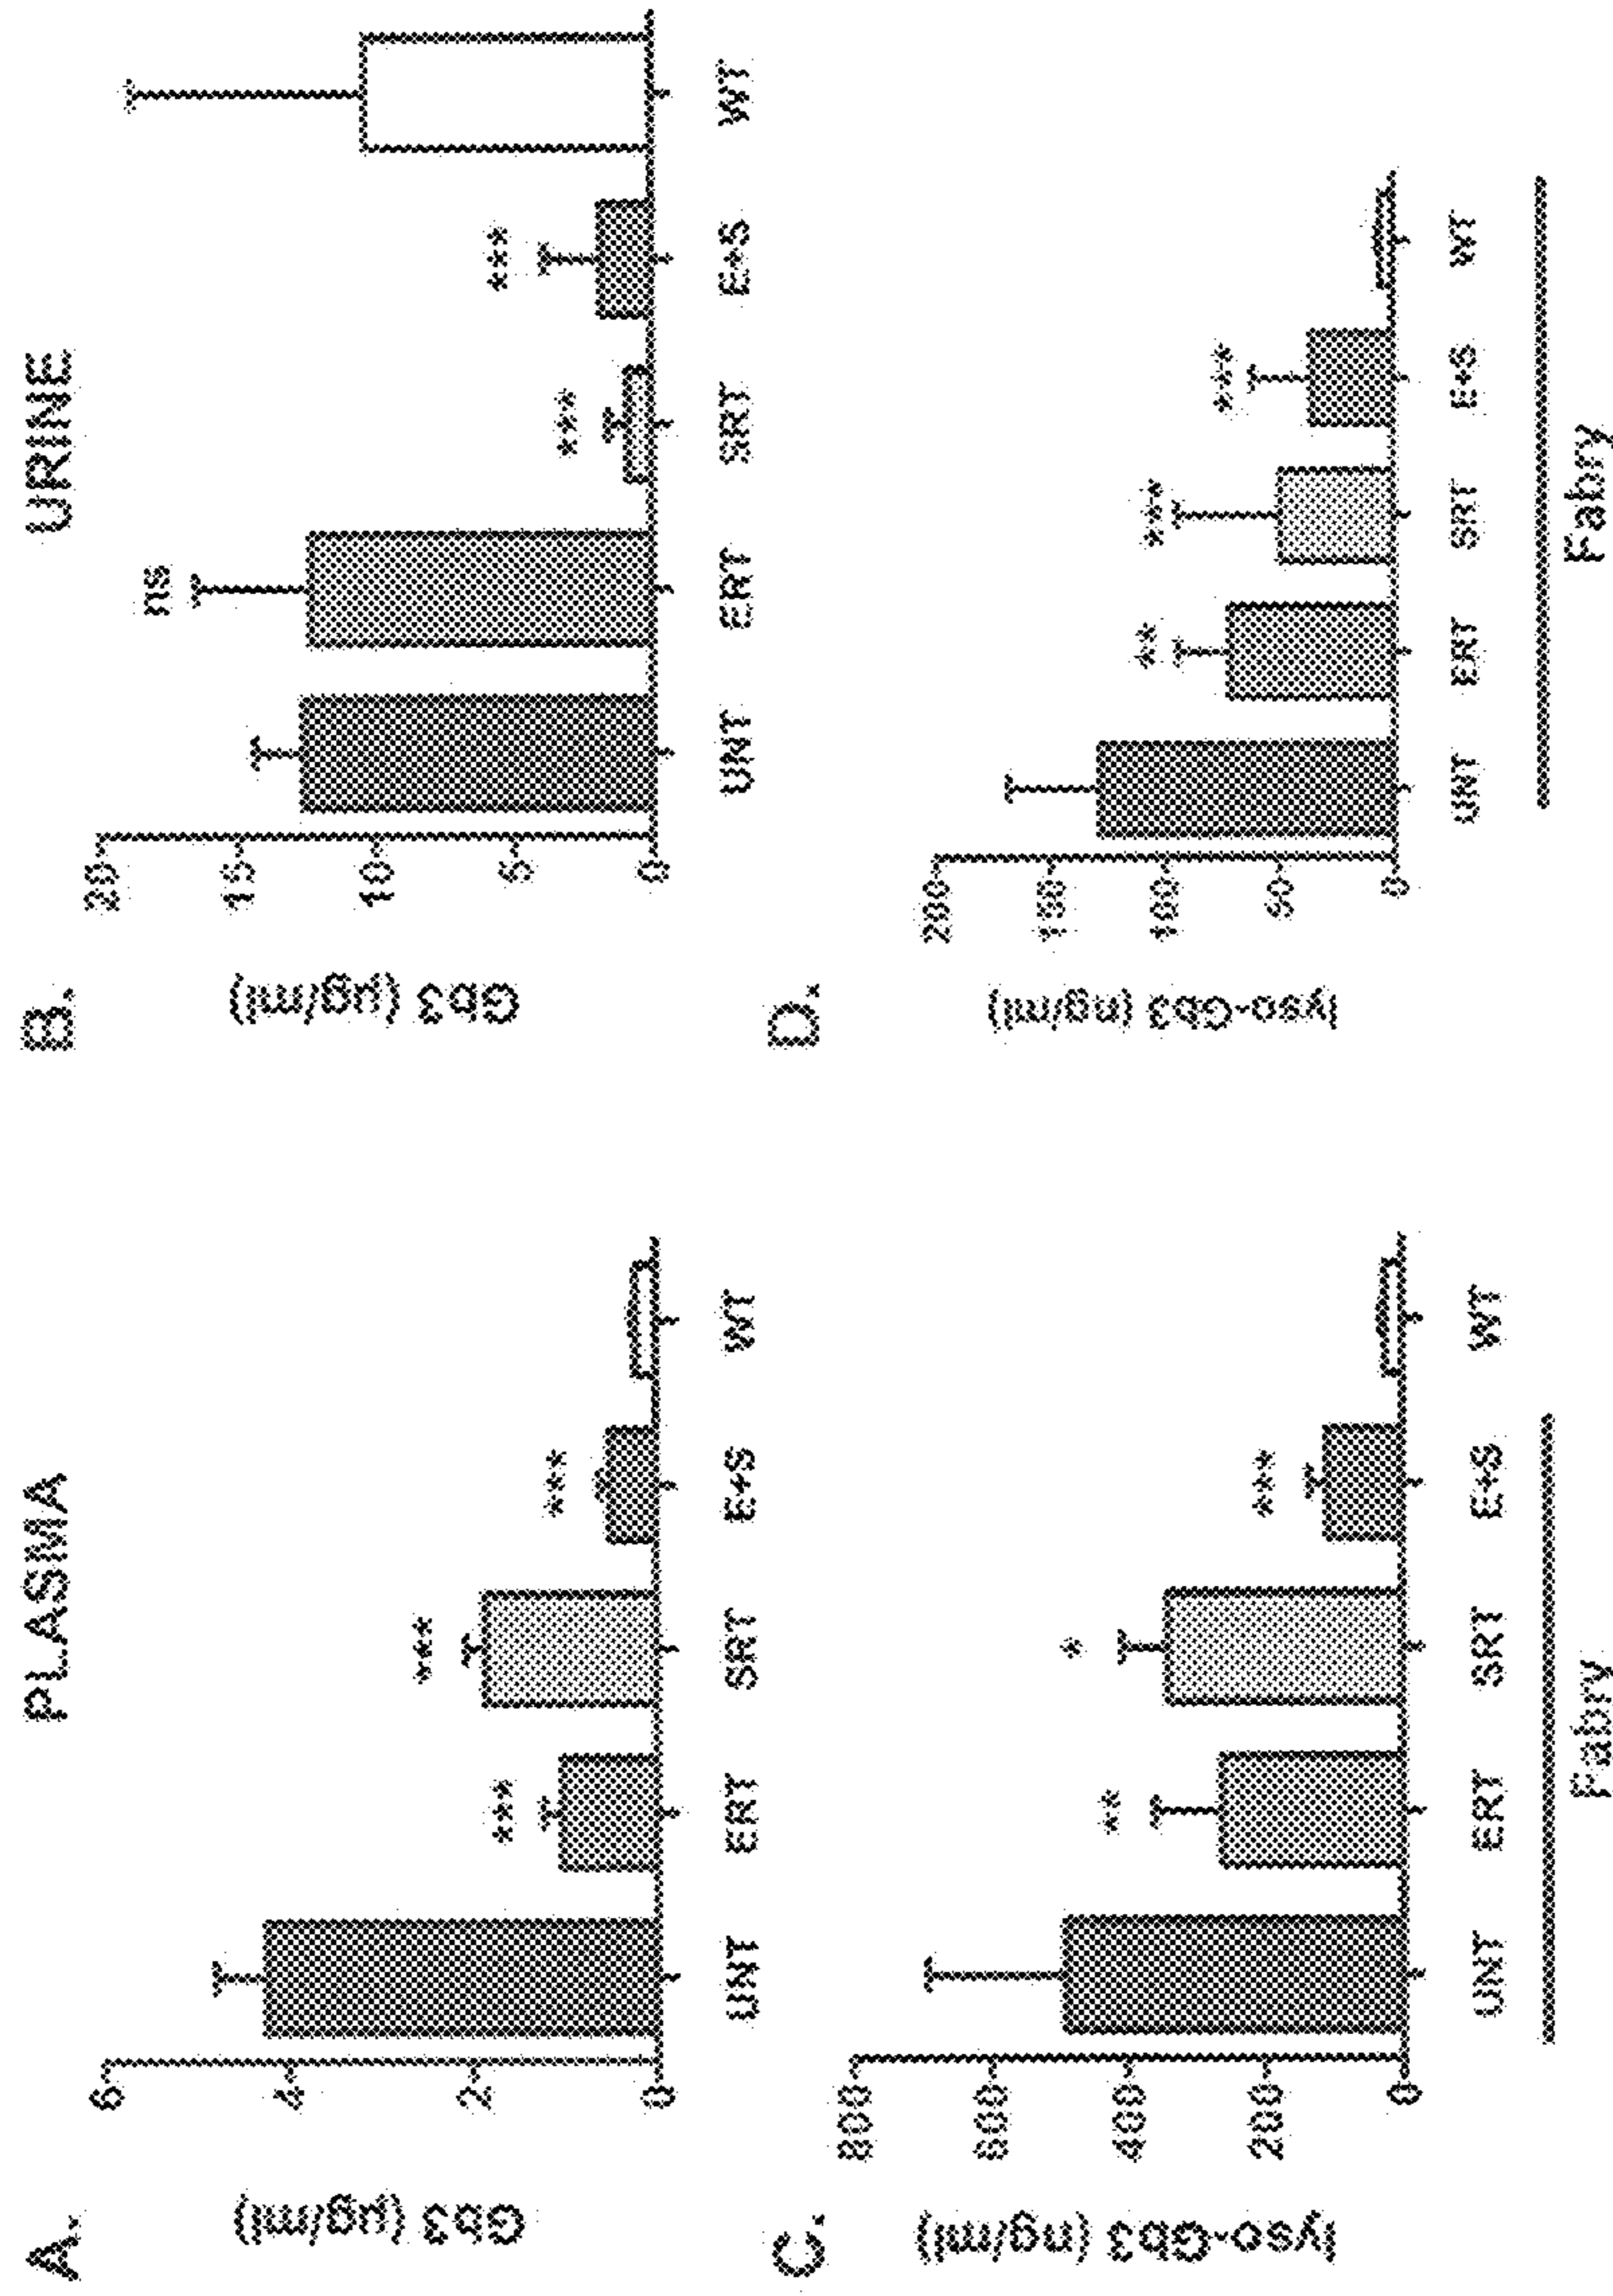 PLASMA
URINE
A.
Gb3 (µg/ml)
6
4
2
0
***
***
***
UNT
ERT
SRT
E+S
WT
B.
Gb3 (µg/ml)
20
15
10
5
0
ns
***
***
UNT
ERT
SRT
E+S
WT
C.
lyso-Gb3 (ng/ml)
800
600
400
200
0
**
*
***
UNT
ERT
SRT
E+S
WT
Fabry
D.
lyso-Gb3 (ng/ml)
200
150
100
50
0
**
***
***
UNT
ERT
SRT
E+S
WT
Fabry